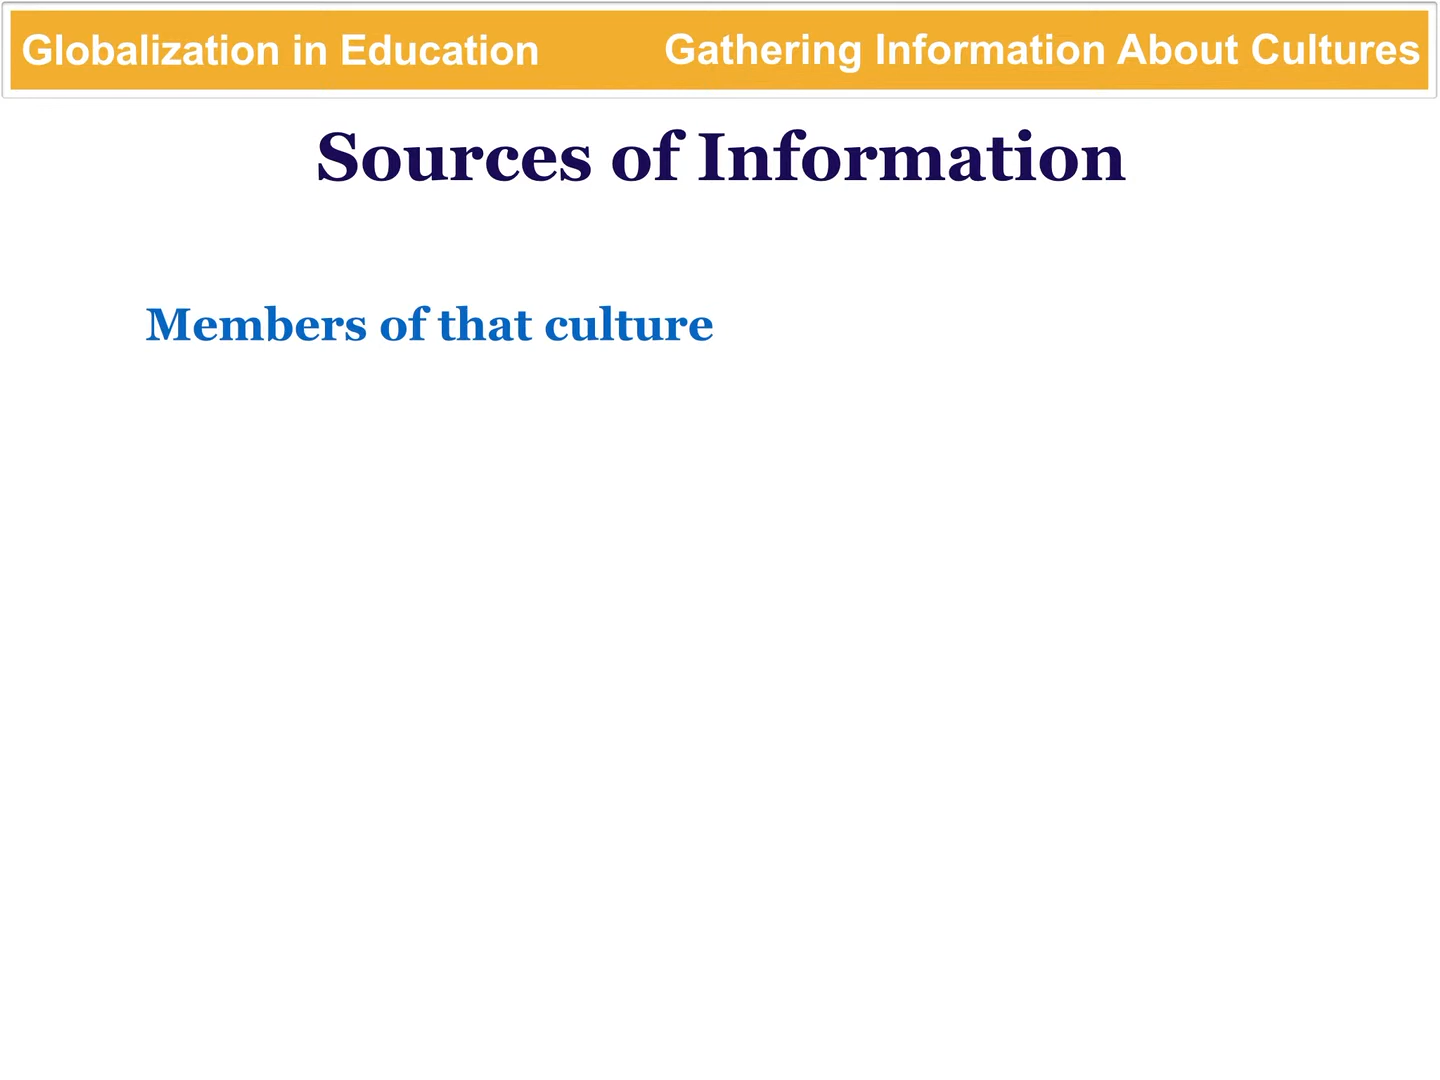 Globalization in Education Gathering Information About Cultures
Sources of Information
Members of that culture